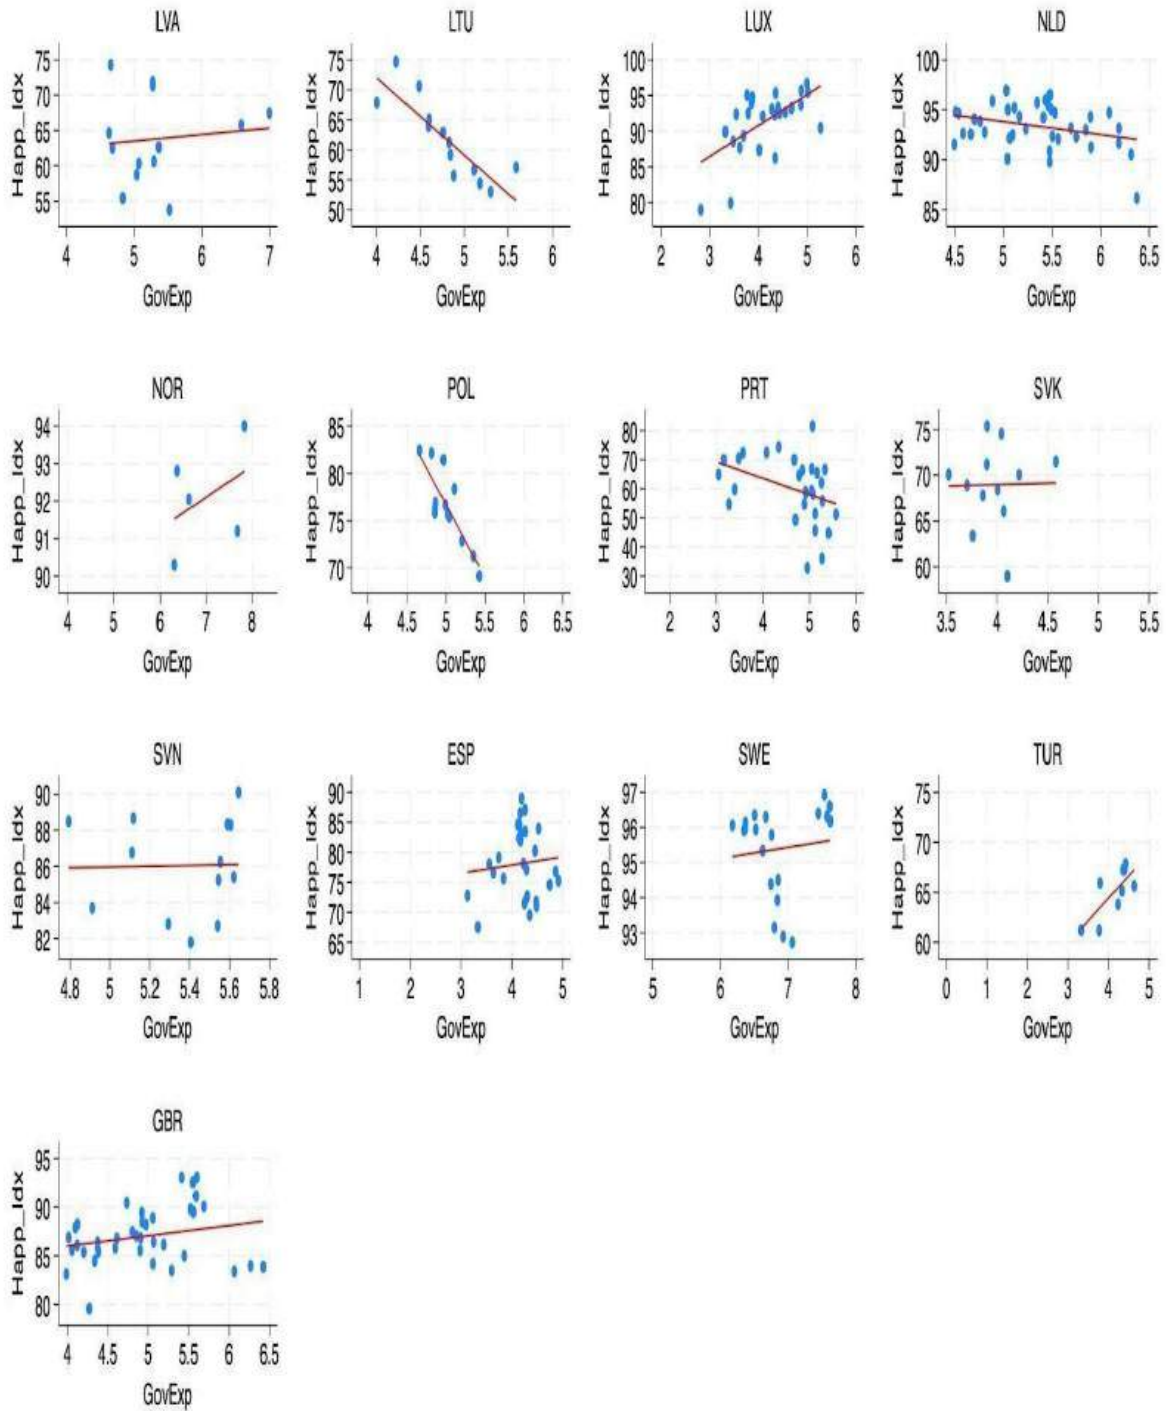 LVA LTU LUX NLD
Happ_Idx Happ_Idx Happ_Idx Happ_Idx
75 75 100 100
70 70 95 95
65 65 90 90
60 60 85 85
55 55 80
50
4 5 6 7 4 4.5 5 5.5 6 2 3 4 5 6 4.5 5 5.5 6 6.5
GovExp GovExp GovExp GovExp
NOR POL PRT SVK
Happ_Idx Happ_Idx Happ_Idx Happ_Idx
94 85 80 75
93 80 70 70
92 75 60 65
91 70 50 60
90 40
30
4 5 6 7 8 4 4.5 5 5.5 6 6.5 2 3 4 5 6 3.5 4 4.5 5 5.5
GovExp GovExp GovExp GovExp
SVN ESP SWE TUR
Happ_Idx Happ_Idx Happ_Idx Happ_Idx
90 90 97 75
88 85 96 70
86 80 95 65
84 75 94 60
82 70 93
65
4.8 5 5.2 5.4 5.6 5.8 1 2 3 4 5 5 6 7 8 0 1 2 3 4 5
GovExp GovExp GovExp GovExp
GBR
Happ_Idx
95
90
85
80
4 4.5 5 5.5 6 6.5
GovExp